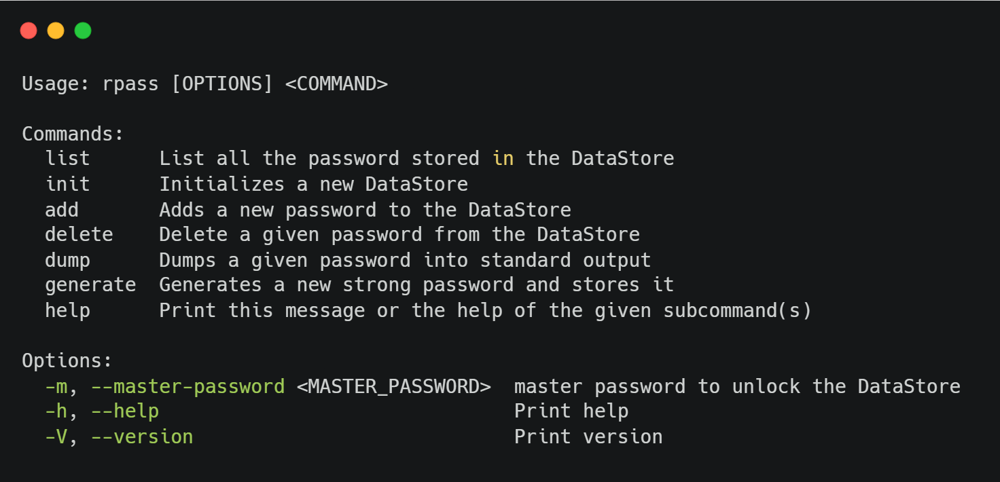 Usage: rpass [OPTIONS] <COMMAND>

Commands:
  list      List all the password stored in the DataStore
  init      Initializes a new DataStore
  add       Adds a new password to the DataStore
  delete    Delete a given password from the DataStore
  dump      Dumps a given password into standard output
  generate  Generates a new strong password and stores it
  help      Print this message or the help of the given subcommand(s)

Options:
  -m, --master-password <MASTER_PASSWORD>  master password to unlock the DataStore
  -h, --help                               Print help
  -V, --version                            Print version